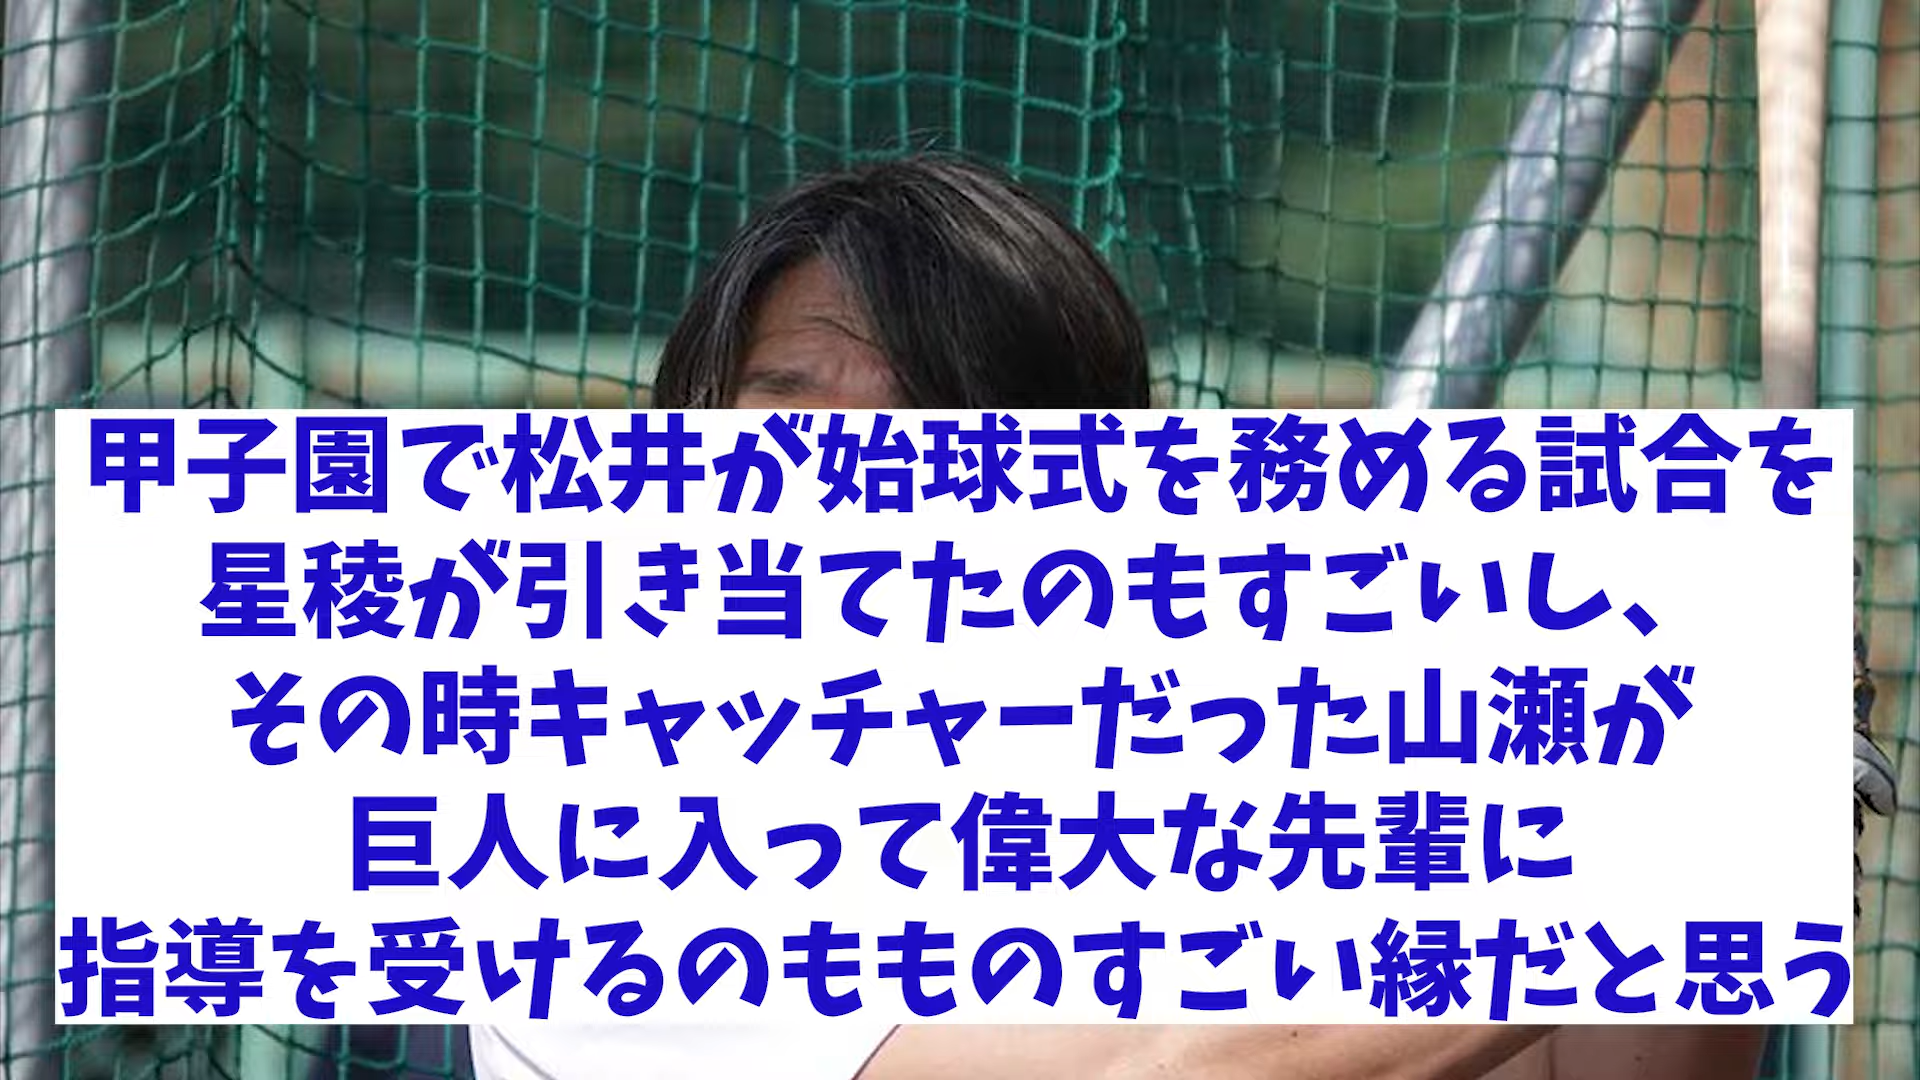 甲子園で松井が始球式を務める試合を
星稜が引き当てたのもすごいし、
その時キャッチャーだった山瀬が
巨人に入って偉大な先輩に
指導を受けるのもものすごい縁だと思う